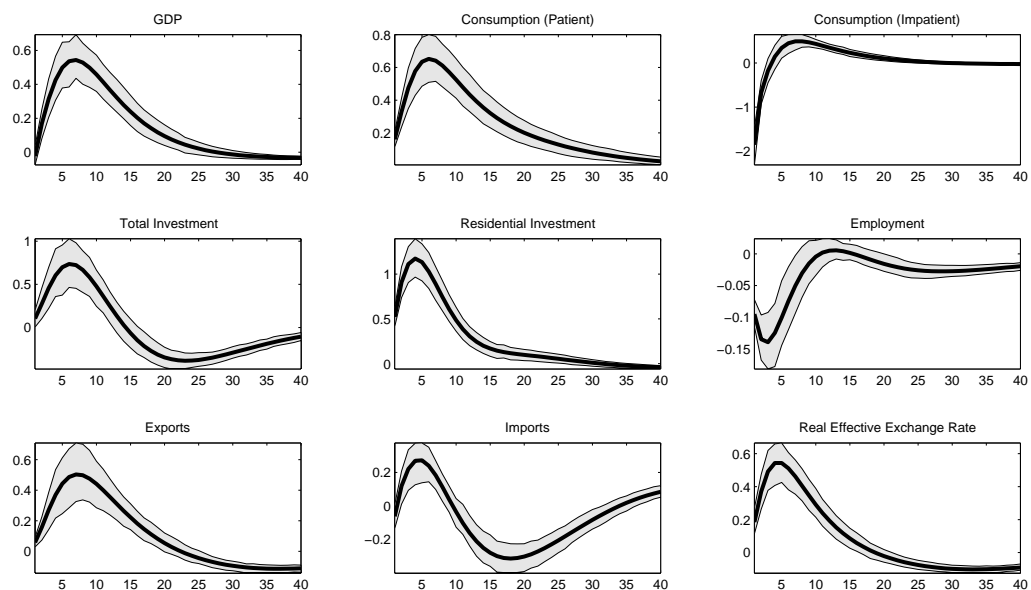 GDP
0.6
0.4
0.2
0
5 10 15 20 25 30 35 40
Consumption (Patient)
0.8
0.6
0.4
0.2
5 10 15 20 25 30 35 40
Consumption (Impatient)
0
−1
−2
5 10 15 20 25 30 35 40
Total Investment
1
0.5
0
5 10 15 20 25 30 35 40
Residential Investment
1
0.5
0
5 10 15 20 25 30 35 40
Employment
0
−0.05
−0.1
−0.15
5 10 15 20 25 30 35 40
Exports
0.6
0.4
0.2
0
5 10 15 20 25 30 35 40
Imports
0.2
0
−0.2
5 10 15 20 25 30 35 40
Real Effective Exchange Rate
0.6
0.4
0.2
0
5 10 15 20 25 30 35 40